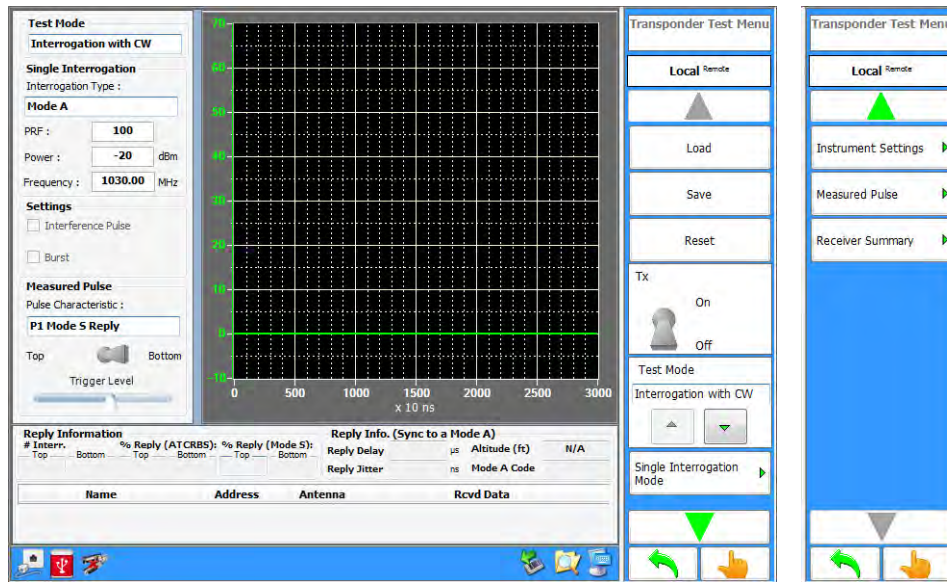 Test Mode
Interrogation with CW
Single Interrogation
Interrogation Type :
Mode A
PRF : 100
Power : -20 dBm
Frequency : 1030.00 MHz
Settings
Interference Pulse
Burst
Measured Pulse
Pulse Characteristic :
P1 Mode S Reply
Top Bottom
Trigger Level
70
60
50
40
30
20
10
0
-10
0 500 1000 1500 2000 2500 3000
x 10 ns
Reply Information
# Interr. % Reply (ATCRBS): % Reply (Mode S):
Top Bottom Top Bottom Top Bottom
Reply Info. (Sync to a Mode A)
Reply Delay µs Altitude (ft) N/A
Reply Jitter ns Mode A Code
Name Address Antenna Rcvd Data
Transponder Test Menu
Local Remote
Load
Save
Reset
Tx
On
Off
Test Mode
Interrogation with CW
Single Interrogation
Mode
Transponder Test Menu
Local Remote
Instrument Settings
Measured Pulse
Receiver Summary